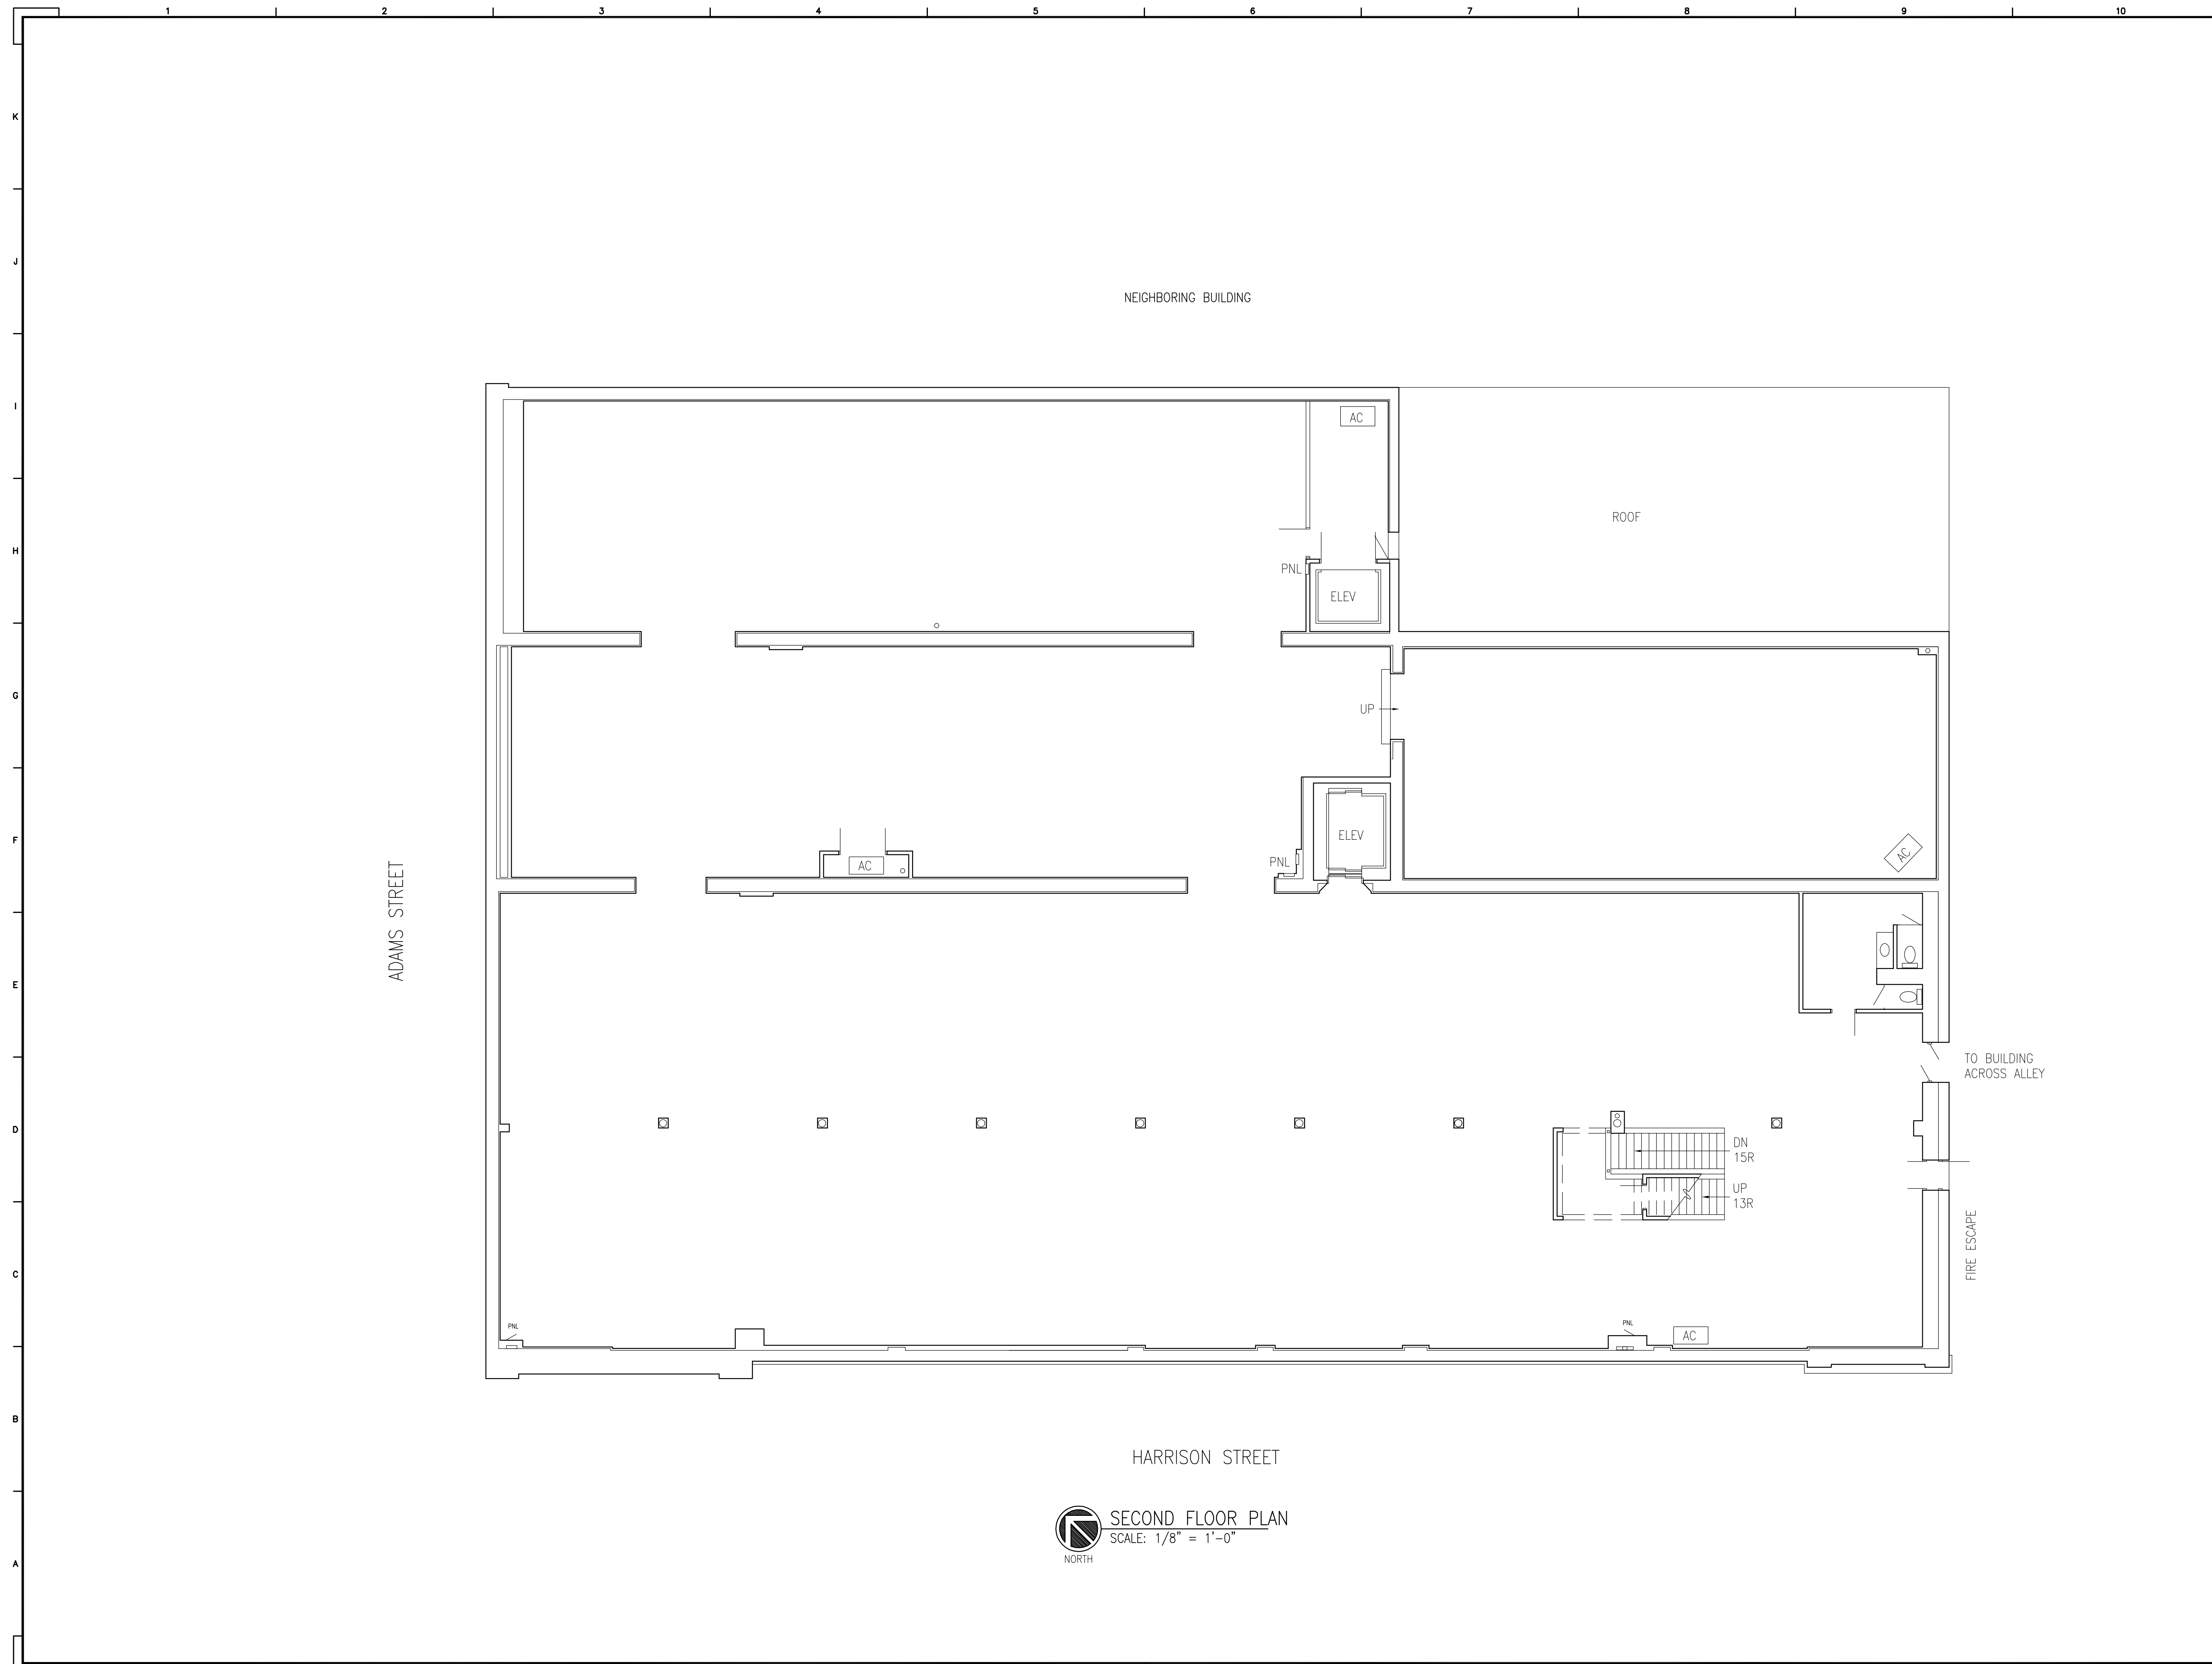 1 2 3 4 5 6 7 8 9 10
K
J
NEIGHBORING BUILDING
I
AC
ROOF
H
PNL
ELEV
G
UP
F
ELEV
AC
PNL
AC
ADAMS STREET
E
TO BUILDING
ACROSS ALLEY
D
DN
15R
UP
13R
FIRE ESCAPE
C
PNL
PNL
AC
B
HARRISON STREET
SECOND FLOOR PLAN
SCALE: 1/8" = 1'-0"
NORTH
A